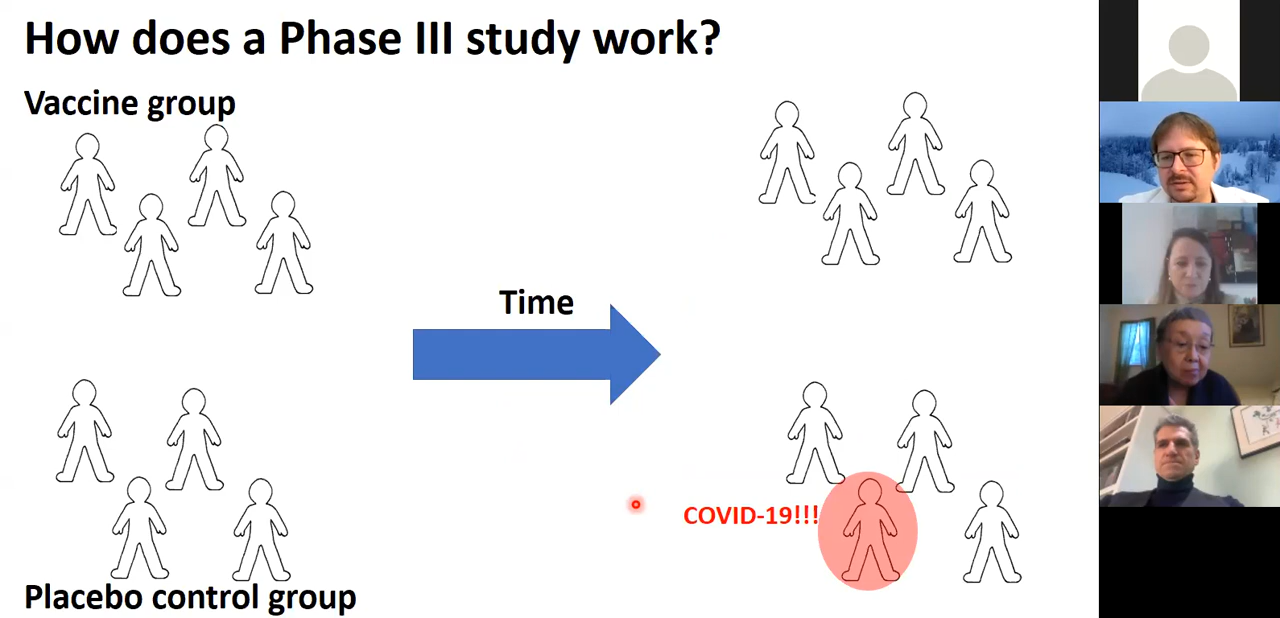 How does a Phase III study work?
Vaccine group
Time
COVID-19!!!
Placebo control group